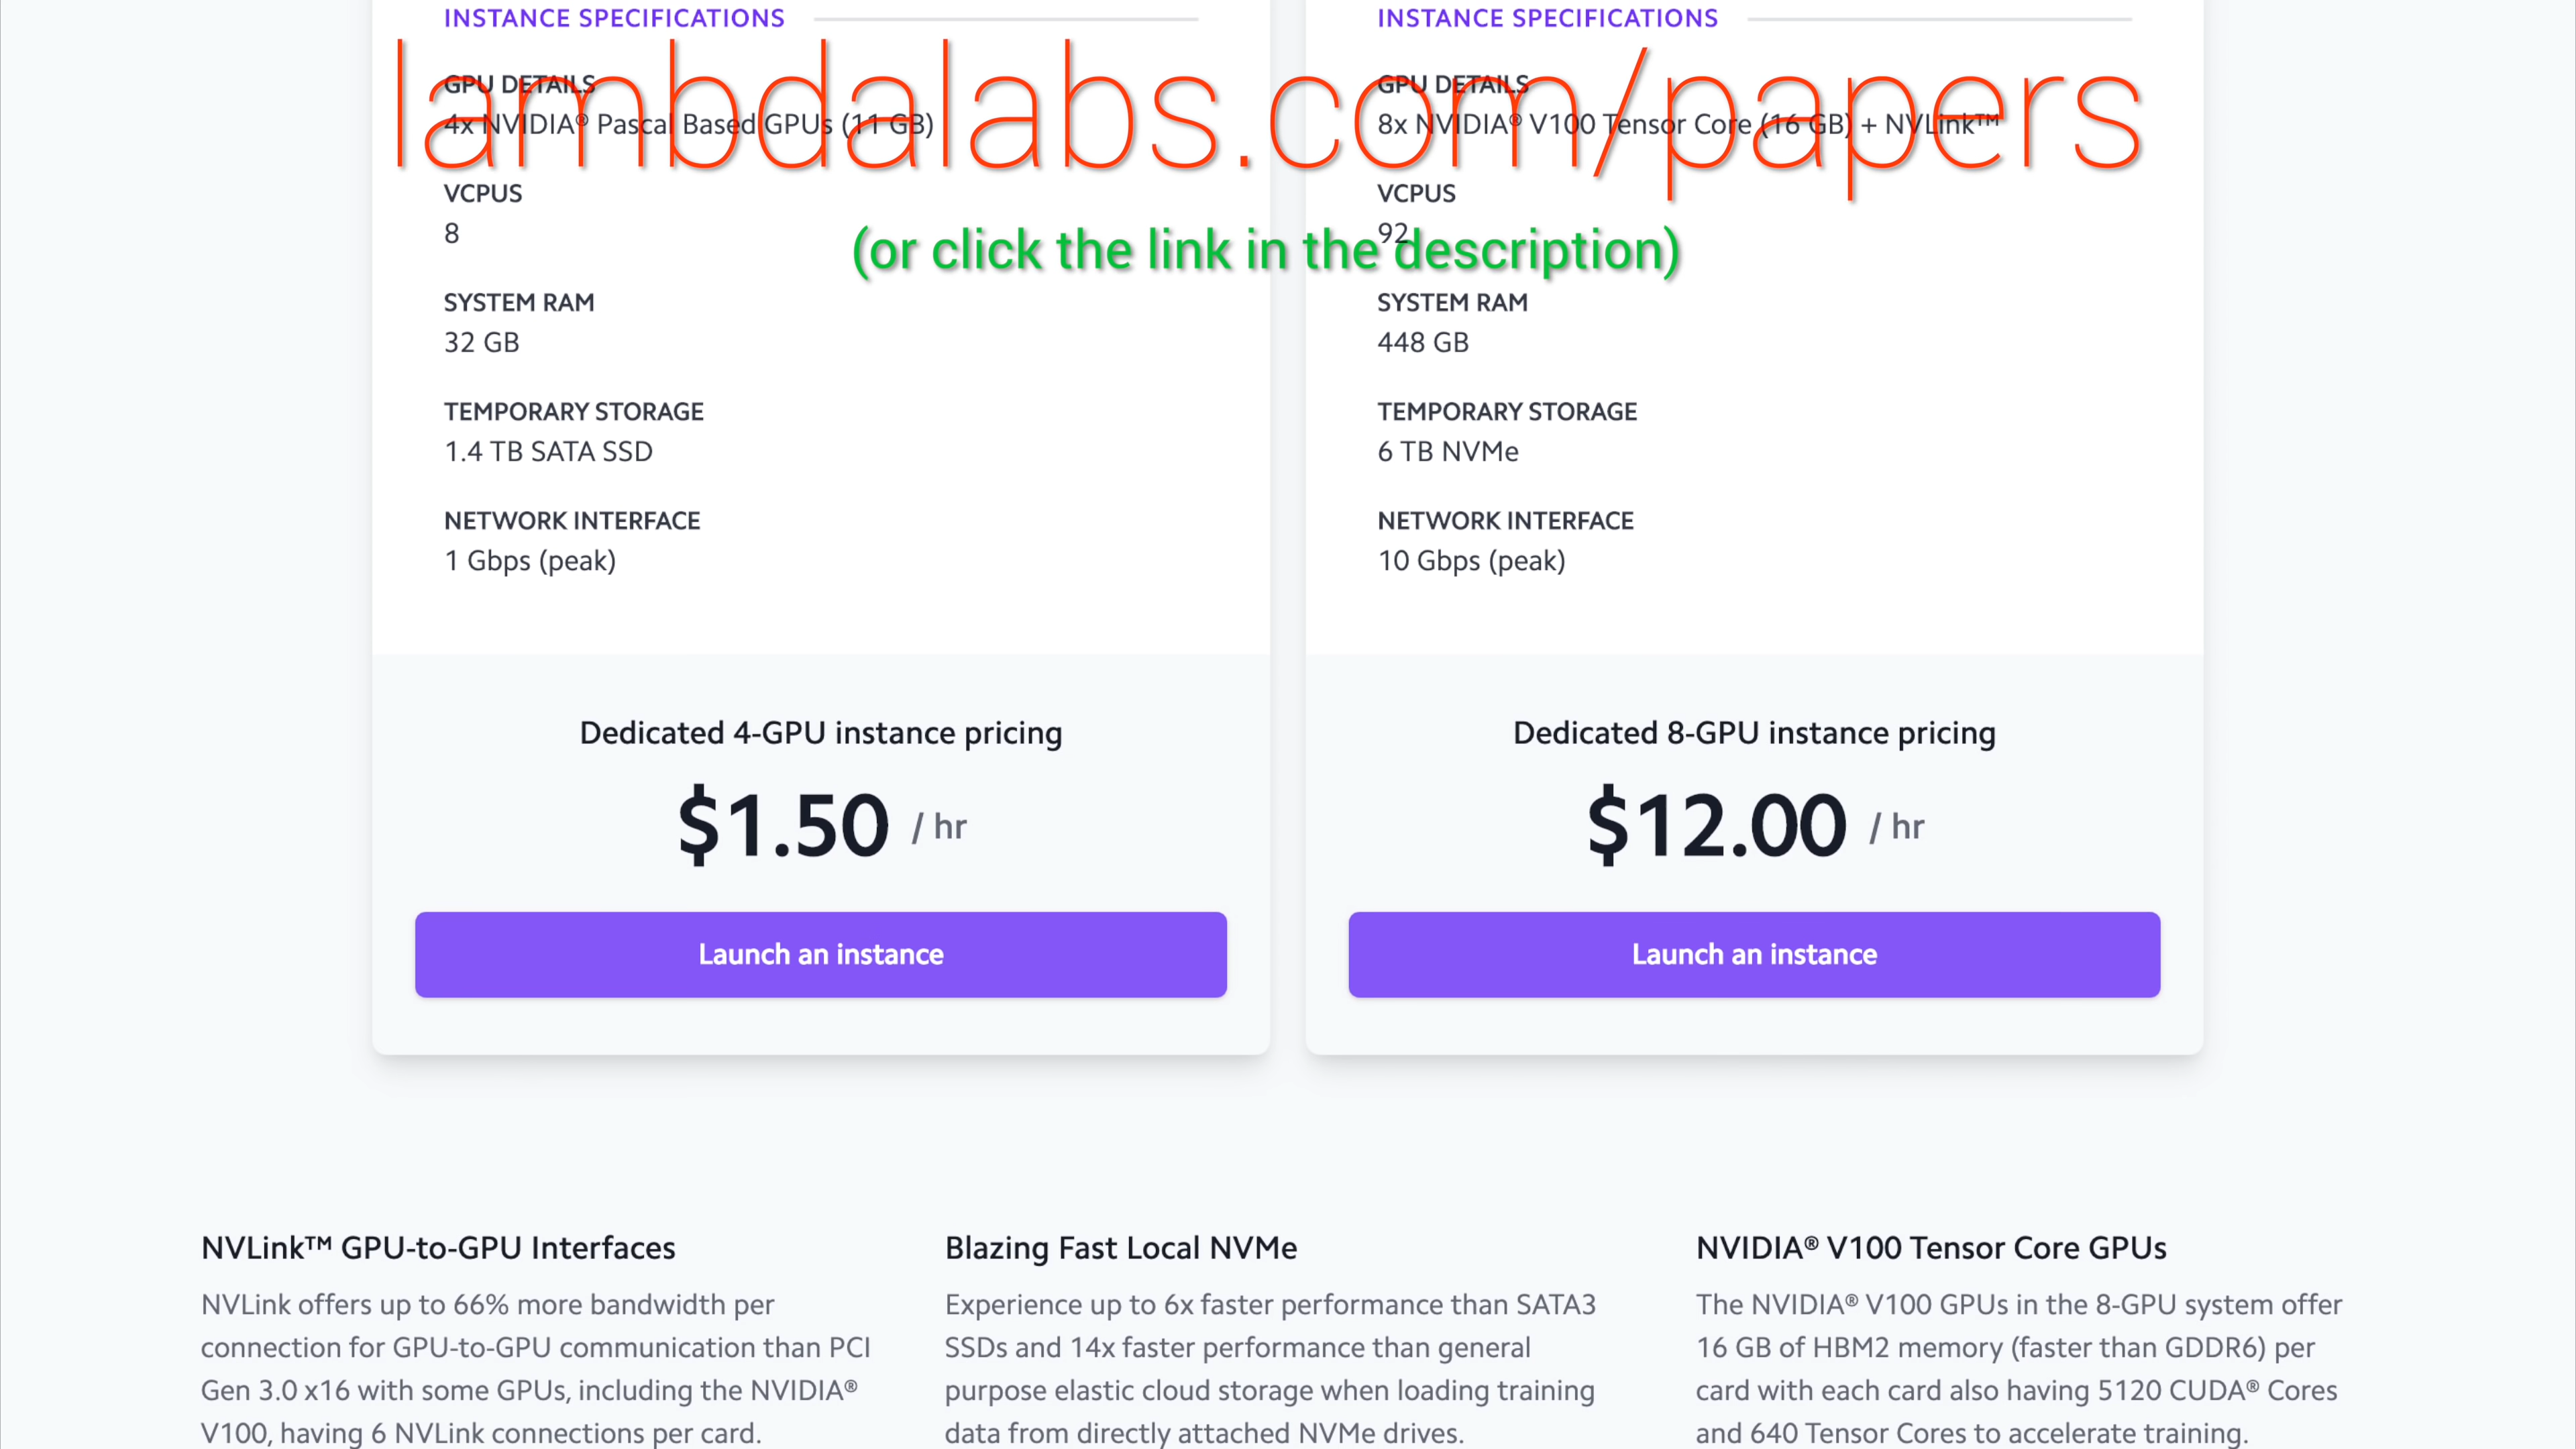 lambdalabs.com/papers
(or click the link in the description)
INSTANCE SPECIFICATIONS
GPU DETAILS
4x NVIDIA® Pascal Based GPUs (11 GB)
VCPUS
8
SYSTEM RAM
32 GB
TEMPORARY STORAGE
1.4 TB SATA SSD
NETWORK INTERFACE
1 Gbps (peak)
Dedicated 4-GPU instance pricing
$1.50 / hr
Launch an instance
INSTANCE SPECIFICATIONS
GPU DETAILS
8x NVIDIA® V100 Tensor Core (16 GB) + NVLink™
VCPUS
92
SYSTEM RAM
448 GB
TEMPORARY STORAGE
6 TB NVMe
NETWORK INTERFACE
10 Gbps (peak)
Dedicated 8-GPU instance pricing
$12.00 / hr
Launch an instance
NVLink™ GPU-to-GPU Interfaces
NVLink offers up to 66% more bandwidth per
connection for GPU-to-GPU communication than PCI
Gen 3.0 x16 with some GPUs, including the NVIDIA®
V100, having 6 NVLink connections per card.
Blazing Fast Local NVMe
Experience up to 6x faster performance than SATA3
SSDs and 14x faster performance than general
purpose elastic cloud storage when loading training
data from directly attached NVMe drives.
NVIDIA® V100 Tensor Core GPUs
The NVIDIA® V100 GPUs in the 8-GPU system offer
16 GB of HBM2 memory (faster than GDDR6) per
card with each card also having 5120 CUDA® Cores
and 640 Tensor Cores to accelerate training.